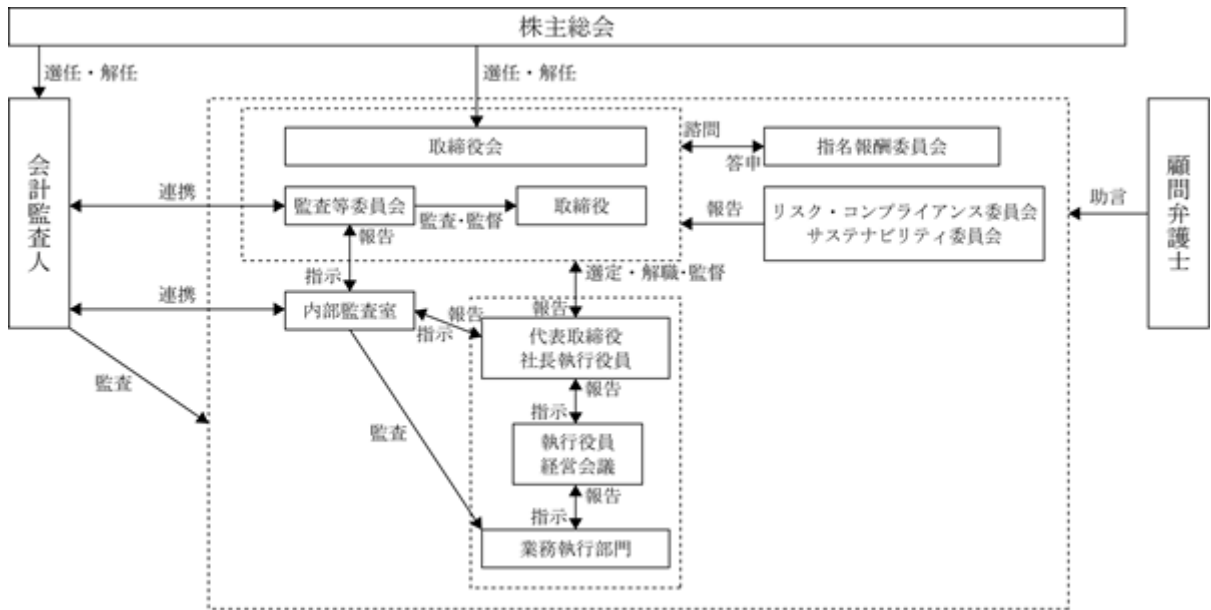 株主総会
選任・解任
選任・解任
会計監査人
取締役会
諮問
答申
指名報酬委員会
顧問弁護士
連携
監査等委員会
監査・監督
取締役
報告
リスク・コンプライアンス委員会
サステナビリティ委員会
助言
報告
指示
選定・解職・監督
連携
内部監査室
報告
指示
報告
代表取締役
社長執行役員
監査
報告
指示
監査
執行役員
経営会議
報告
指示
業務執行部門